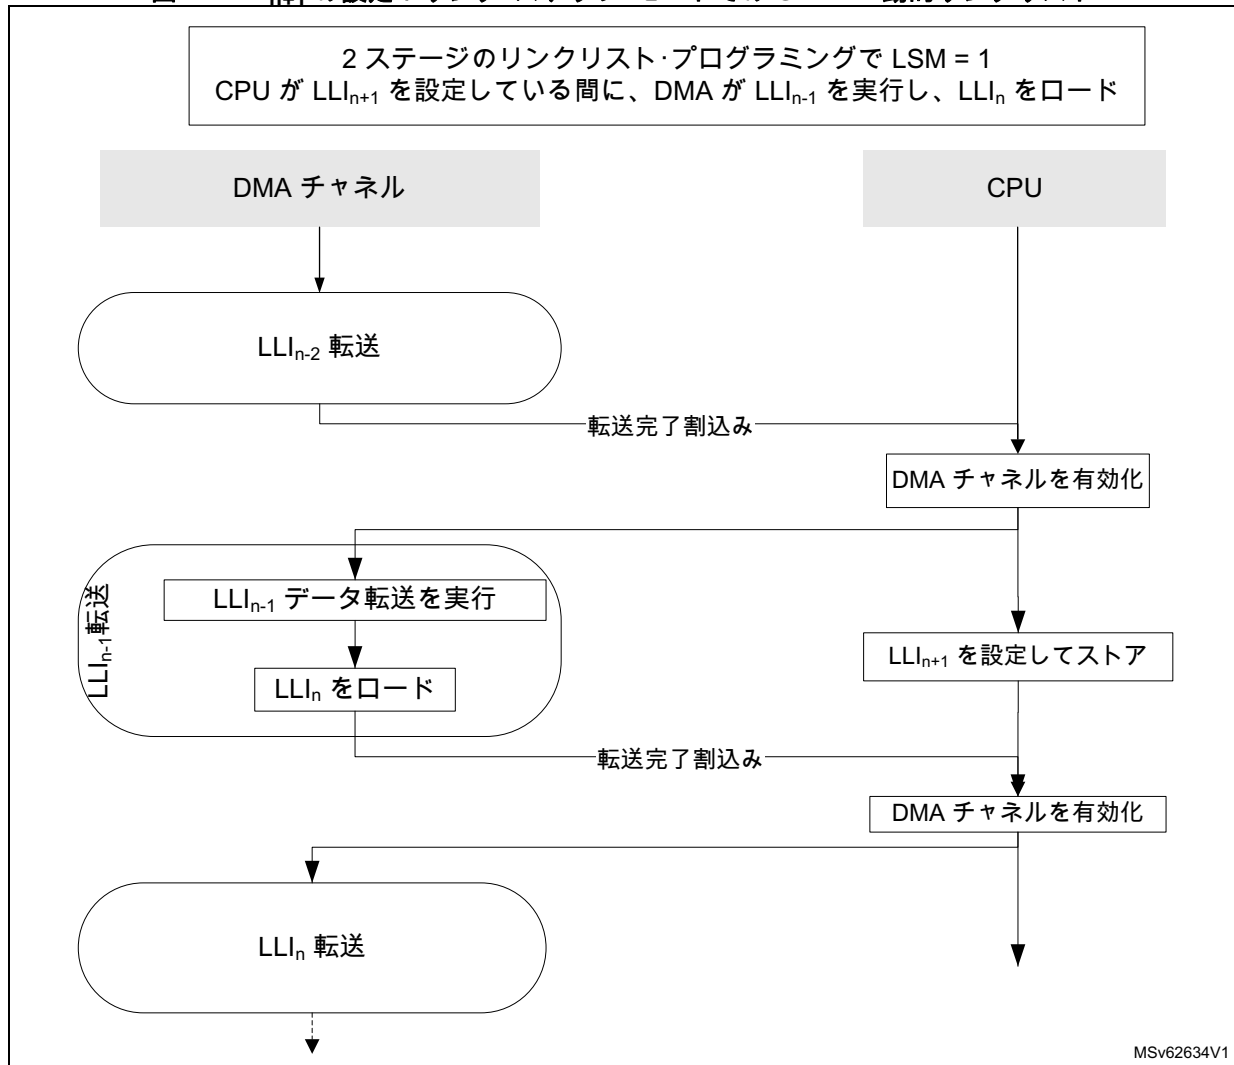 2 ステージのリンクリスト·プログラミングで LSM = 1
CPU が LLIn+1 を設定している間に、DMA が LLIn-1 を実行し、LLIn をロード
DMA チャネル
CPU
LLIn-2 転送
転送完了割込み
DMA チャネルを有効化
LLIn-1転送
LLIn-1 データ転送を実行
LLIn+1 を設定してストア
LLIn をロード
転送完了割込み
DMA チャネルを有効化
LLIn 転送
MSv62634V1